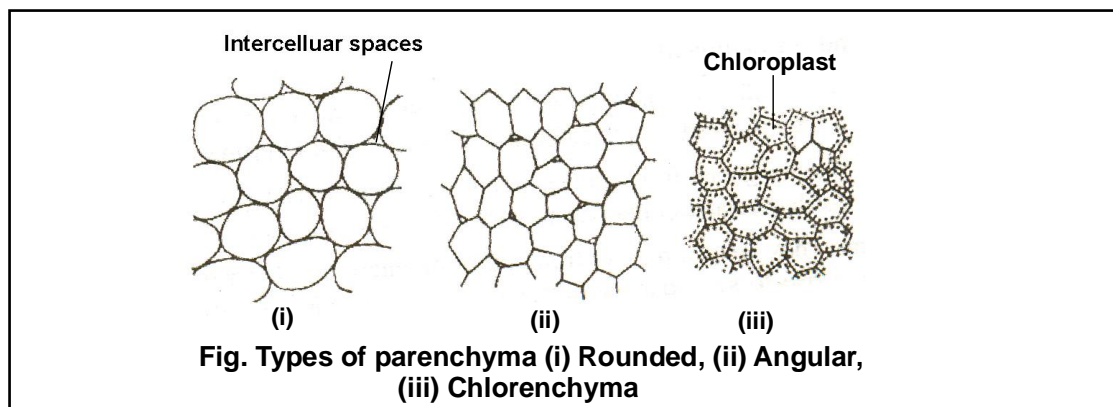 Intercelluar spaces
Chloroplast
(i)
(ii)
(iii)
Fig. Types of parenchyma (i) Rounded, (ii) Angular,
(iii) Chlorenchyma